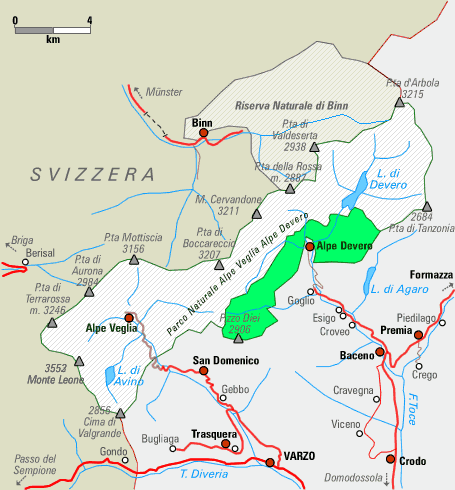 0 4
km
Münster
P.ta d'Arbola
3215
Riserva Naturale di Binn
Binn
P.ta di
Valdeserta
2938
P.ta della Rossa
m. 2887
SVIZZERA
L. di
Devero
M. Cervandone
3211
2684
P.ta di Tanzonia
Parco Naturale Alpe Veglia Alpe Devero
P.ta Mottiscia
3156
P.ta di
Boccareccio
3207
Alpe Devero
Briga
Berisal
P.ta di
Aurona
2984
P.ta di
Terrarossa
m. 3246
Formazza
L. di Agaro
Goglio
Alpe Veglia
Pizzo Diei
2906
Esigo
Croveo
Piedilago
Premia
Baceno
3553
Monte Leone
L. di
Avino
San Domenico
Crego
Gebbo
Cravegna
F. Toce
2856
Cima di
Valgrande
Viceno
Trasquera
Bugliaga
Gondo
VARZO
Crodo
Passo del
Sempione
T. Diveria
Domodossola